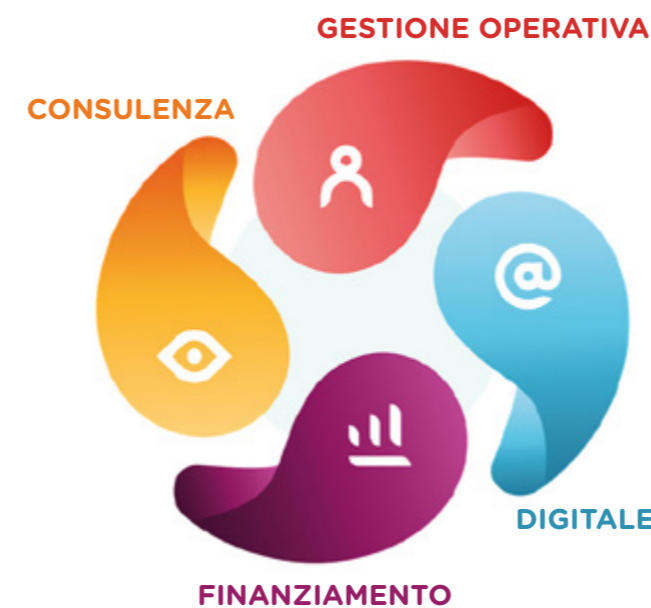 GESTIONE OPERATIVA
CONSULENZA
@
DIGITALE
FINANZIAMENTO